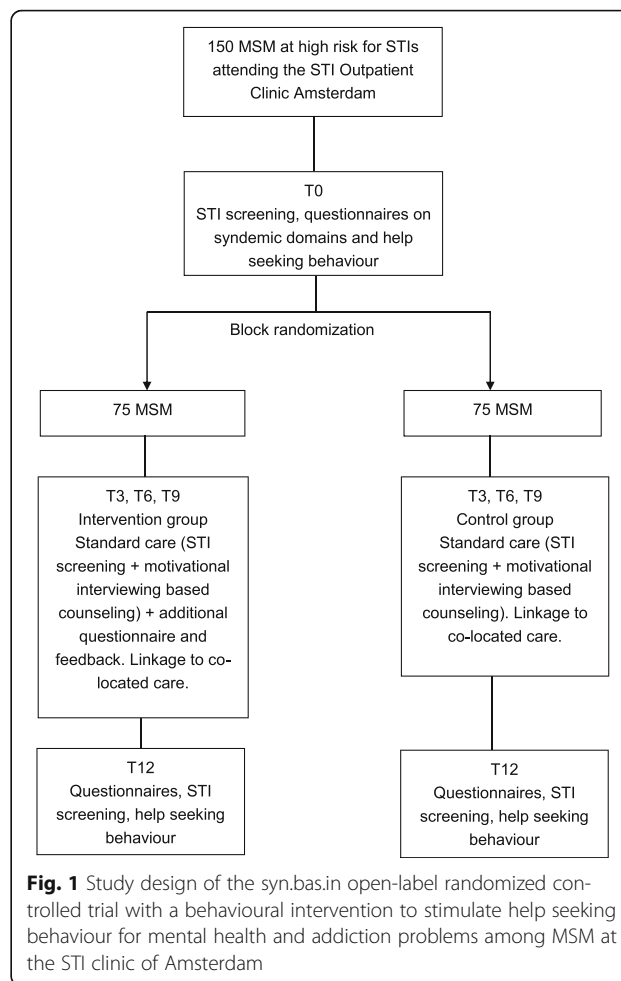 150 MSM at high risk for STIs
attending the STI Outpatient
Clinic Amsterdam
T0
STI screening, questionnaires on
syndemic domains and help
seeking behaviour
Block randomization
75 MSM
75 MSM
T3, T6, T9
Intervention group
Standard care (STI
screening + motivational
interviewing based
counseling) + additional
questionnaire and
feedback. Linkage to co-
located care.
T3, T6, T9
Control group
Standard care (STI
screening + motivational
interviewing based
counseling). Linkage to
co-located care.
T12
Questionnaires, STI
screening, help seeking
behaviour
T12
Questionnaires, STI
screening, help seeking
behaviour
Fig. 1 Study design of the syn.bas.in open-label randomized con-
trolled trial with a behavioural intervention to stimulate help seeking
behaviour for mental health and addiction problems among MSM at
the STI clinic of Amsterdam